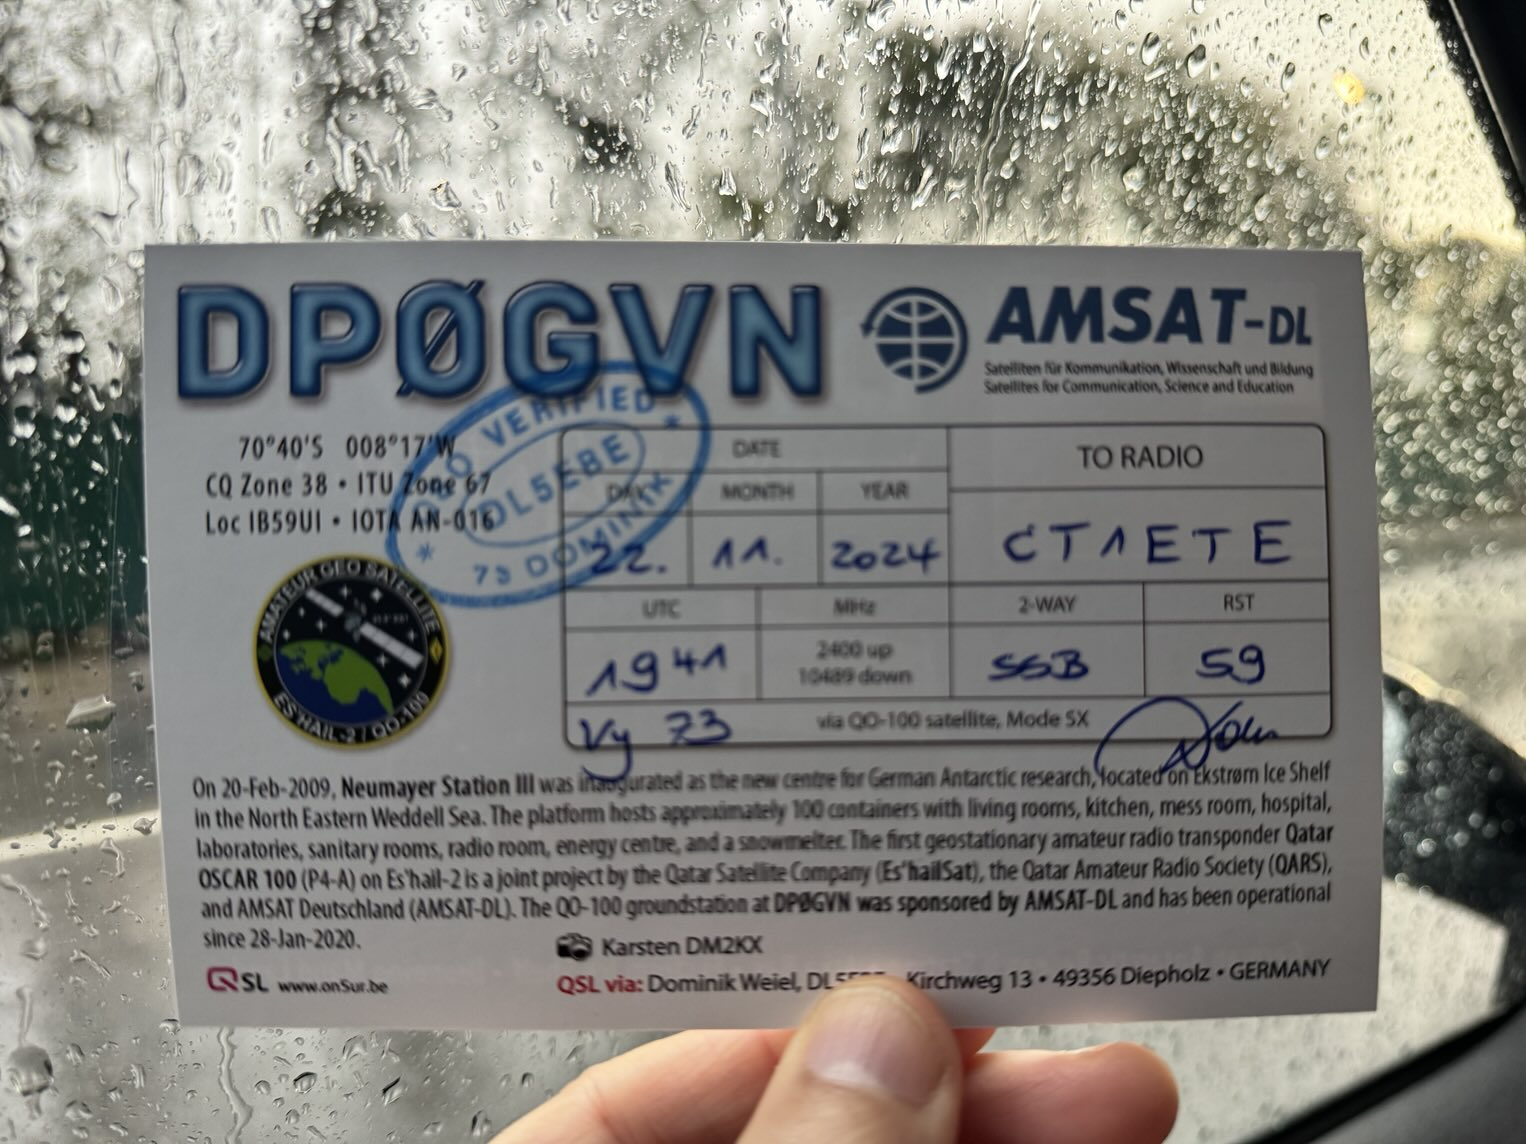 DPØGVN
AMSAT-DL
Satelliten für Kommunikation, Wissenschaft und Bildung
Satellites for Communication, Science and Education
70°40'S 008°17'W
CQ Zone 38 • ITU Zone 67
Loc IB59UI • IOTA AN-016
VERIFIED
DL5EBE
* 73 DOMINIK *
AMATEUR GEO SATELLITE
ES'HAIL-2 / QO-100
DATE
TO RADIO
DAY MONTH YEAR
22. 11. 2024
CT1ETE
UTC MHz 2-WAY RST
1941
2400 up
10489 down
SSB 59
Vy 73
via QO-100 satellite, Mode SX
On 20-Feb-2009, Neumayer Station III was inaugurated as the new centre for German Antarctic research, located on Ekstrøm Ice Shelf
in the North Eastern Weddell Sea. The platform hosts approximately 100 containers with living rooms, kitchen, mess room, hospital,
laboratories, sanitary rooms, radio room, energy centre, and a snowmelter. The first geostationary amateur radio transponder Qatar
OSCAR 100 (P4-A) on Es'hail-2 is a joint project by the Qatar Satellite Company (Es'hailSat), the Qatar Amateur Radio Society (QARS),
and AMSAT Deutschland (AMSAT-DL). The QO-100 groundstation at DPØGVN was sponsored by AMSAT-DL and has been operational
since 28-Jan-2020.
Karsten DM2KX
QSL www.on5ur.be
QSL via: Dominik Weiel, Kirchweg 13 • 49356 Diepholz • GERMANY